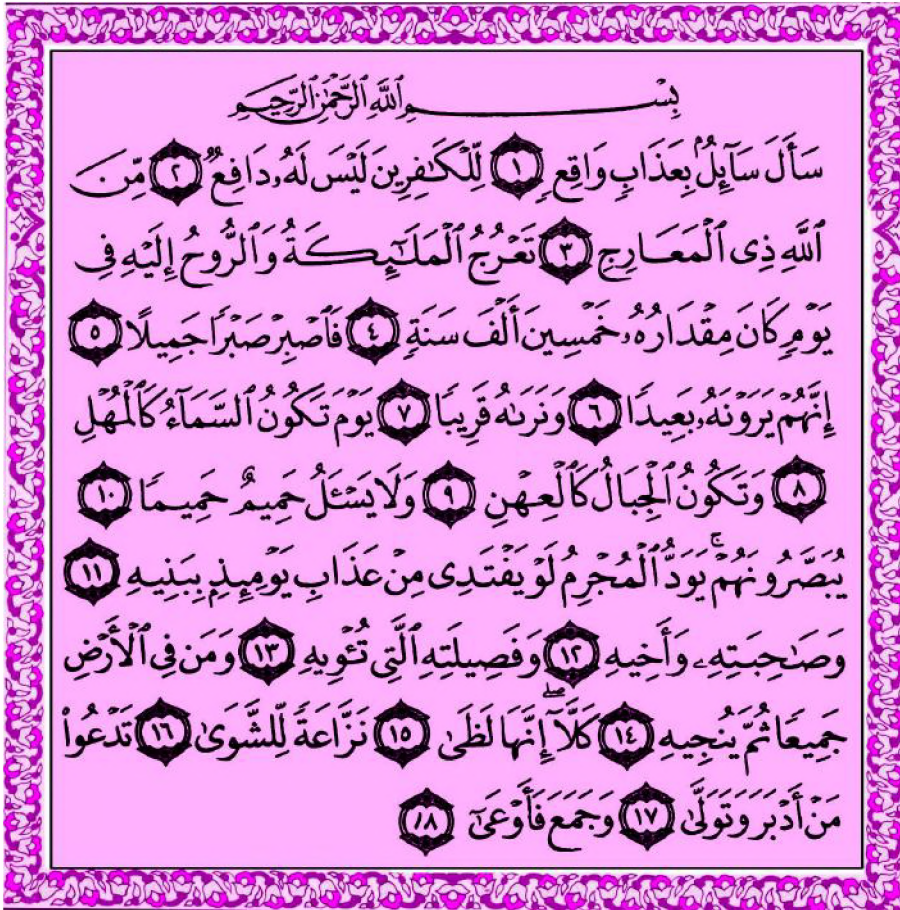 بِسْمِ ٱللَّهِ ٱلرَّحْمَٰنِ ٱلرَّحِيمِ
سَأَلَ سَآئِلٌۢ بِعَذَابٍ وَاقِعٍ ١ لِّلْكَٰفِرِينَ لَيْسَ لَهُۥ دَافِعٌ ٢ مِّنَ
ٱللَّهِ ذِى ٱلْمَعَارِجِ ٣ تَعْرُجُ ٱلْمَلَٰٓئِكَةُ وَٱلرُّوحُ إِلَيْهِ فِى
يَوْمٍ كَانَ مِقْدَارُهُۥ خَمْسِينَ أَلْفَ سَنَةٍ ٤ فَٱصْبِرْ صَبْرًا جَمِيلًا ٥
إِنَّهُمْ يَرَوْنَهُۥ بَعِيدًا ٦ وَنَرَىٰهُ قَرِيبًا ٧ يَوْمَ تَكُونُ ٱلسَّمَآءُ كَٱلْمُهْلِ
٨ وَتَكُونُ ٱلْجِبَالُ كَٱلْعِهْنِ ٩ وَلَا يَسْـَٔلُ حَمِيمٌ حَمِيمًا ١٠
يُبَصَّرُونَهُمْ ۚ يَوَدُّ ٱلْمُجْرِمُ لَوْ يَفْتَدِى مِنْ عَذَابِ يَوْمِئِذٍۭ بِبَنِيهِ ١١
وَصَٰحِبَتِهِۦ وَأَخِيهِ ١٢ وَفَصِيلَتِهِ ٱلَّتِى تُـْٔوِيهِ ١٣ وَمَن فِى ٱلْأَرْضِ
جَمِيعًا ثُمَّ يُنجِيهِ ١٤ كَلَّآ ۖ إِنَّهَا لَظَىٰ ١٥ نَزَّاعَةً لِّلشَّوَىٰ ١٦ تَدْعُوا۟
مَنْ أَدْبَرَ وَتَوَلَّىٰ ١٧ وَجَمَعَ فَأَوْعَىٰٓ ١٨